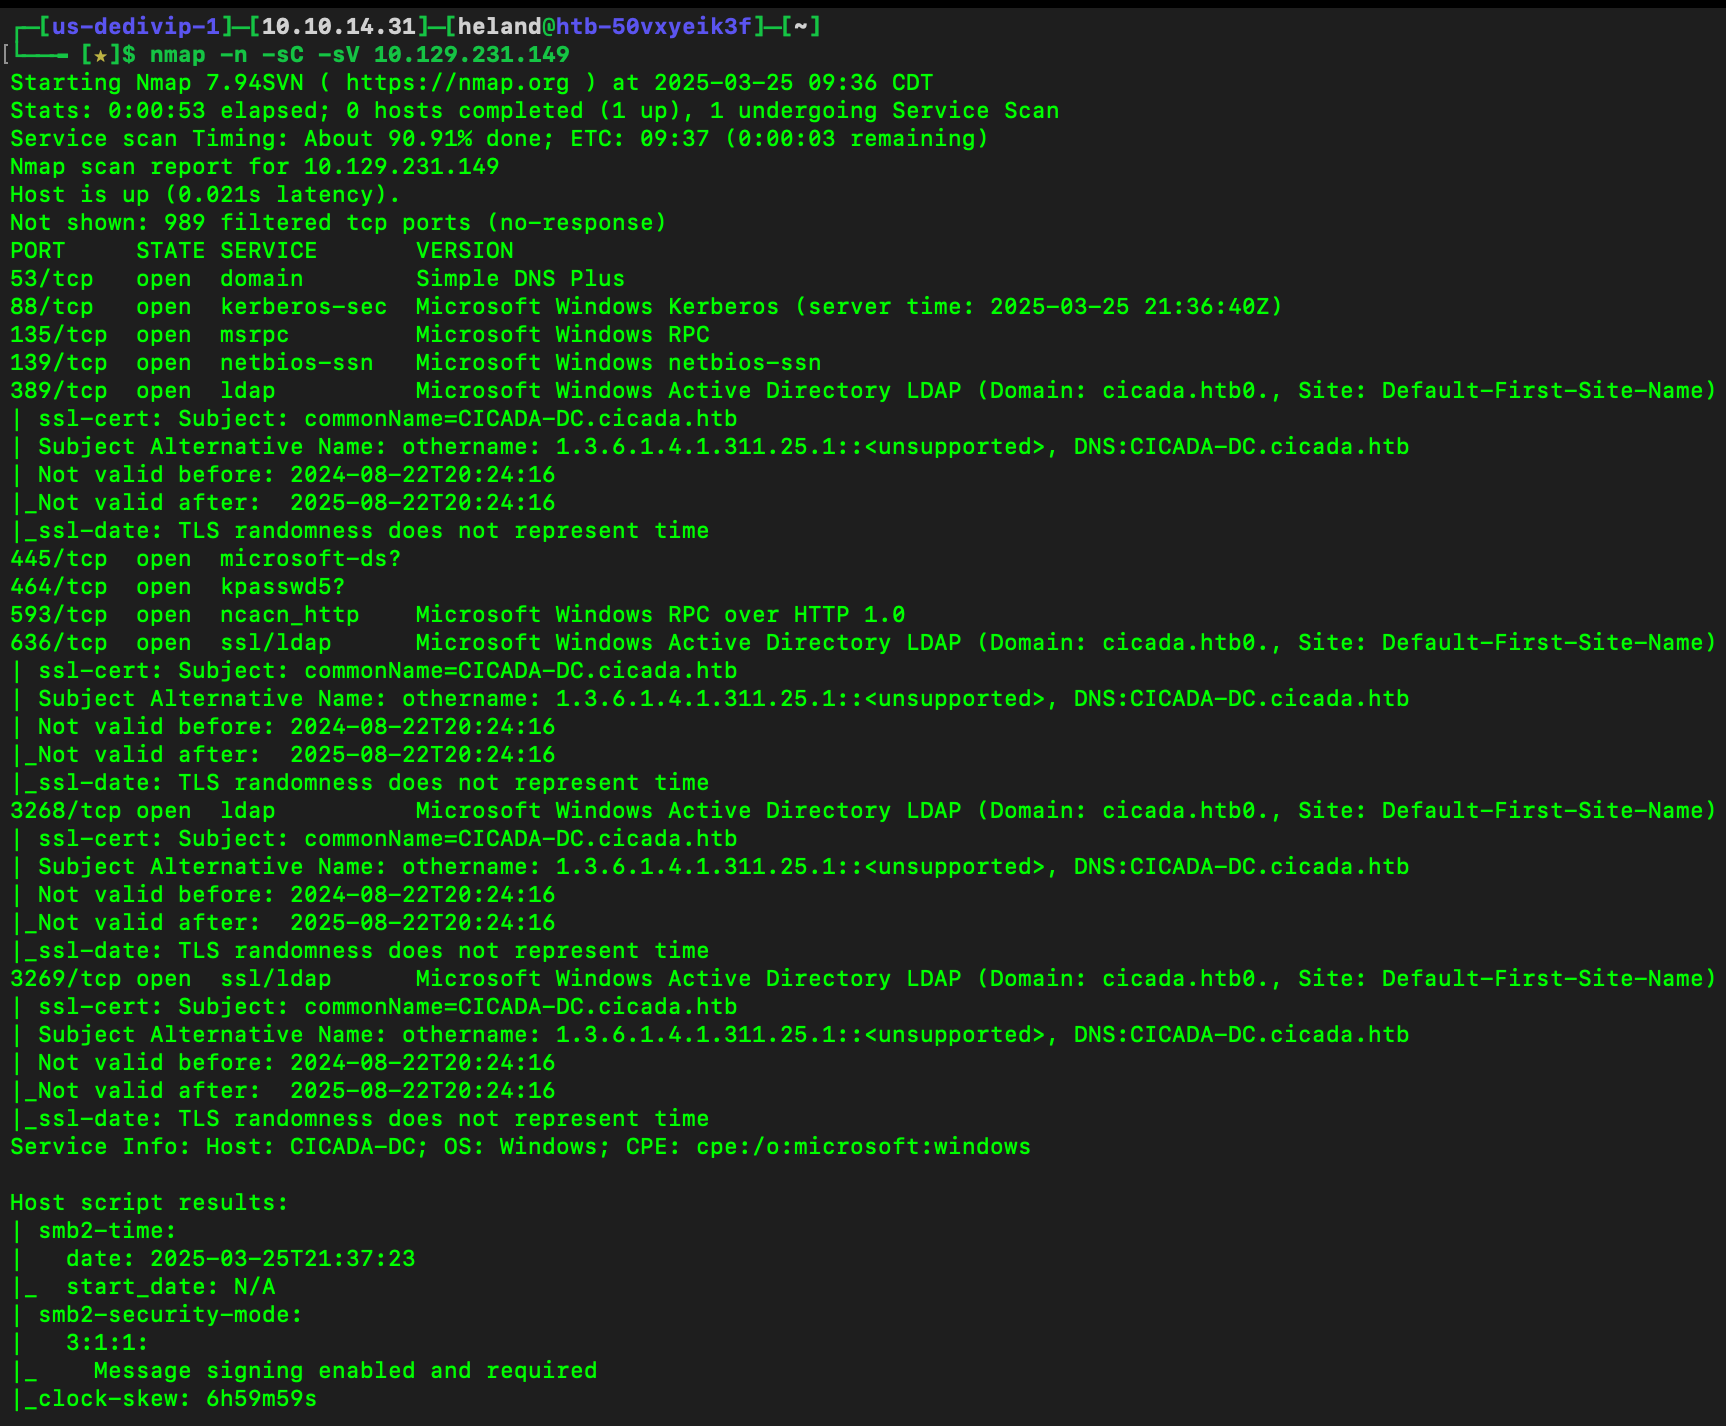 ┌─[us-dedivip-1]─[10.10.14.31]─[heland@htb-50vxyeik3f]─[~]
[└──╼ [★]$ nmap -n -sC -sV 10.129.231.149
Starting Nmap 7.94SVN ( https://nmap.org ) at 2025-03-25 09:36 CDT
Stats: 0:00:53 elapsed; 0 hosts completed (1 up), 1 undergoing Service Scan
Service scan Timing: About 90.91% done; ETC: 09:37 (0:00:03 remaining)
Nmap scan report for 10.129.231.149
Host is up (0.021s latency).
Not shown: 989 filtered tcp ports (no-response)
PORT     STATE SERVICE       VERSION
53/tcp   open  domain        Simple DNS Plus
88/tcp   open  kerberos-sec  Microsoft Windows Kerberos (server time: 2025-03-25 21:36:40Z)
135/tcp  open  msrpc         Microsoft Windows RPC
139/tcp  open  netbios-ssn   Microsoft Windows netbios-ssn
389/tcp  open  ldap          Microsoft Windows Active Directory LDAP (Domain: cicada.htb0., Site: Default-First-Site-Name)
| ssl-cert: Subject: commonName=CICADA-DC.cicada.htb
| Subject Alternative Name: othername: 1.3.6.1.4.1.311.25.1::<unsupported>, DNS:CICADA-DC.cicada.htb
| Not valid before: 2024-08-22T20:24:16
|_Not valid after:  2025-08-22T20:24:16
|_ssl-date: TLS randomness does not represent time
445/tcp  open  microsoft-ds?
464/tcp  open  kpasswd5?
593/tcp  open  ncacn_http    Microsoft Windows RPC over HTTP 1.0
636/tcp  open  ssl/ldap      Microsoft Windows Active Directory LDAP (Domain: cicada.htb0., Site: Default-First-Site-Name)
| ssl-cert: Subject: commonName=CICADA-DC.cicada.htb
| Subject Alternative Name: othername: 1.3.6.1.4.1.311.25.1::<unsupported>, DNS:CICADA-DC.cicada.htb
| Not valid before: 2024-08-22T20:24:16
|_Not valid after:  2025-08-22T20:24:16
|_ssl-date: TLS randomness does not represent time
3268/tcp open  ldap          Microsoft Windows Active Directory LDAP (Domain: cicada.htb0., Site: Default-First-Site-Name)
| ssl-cert: Subject: commonName=CICADA-DC.cicada.htb
| Subject Alternative Name: othername: 1.3.6.1.4.1.311.25.1::<unsupported>, DNS:CICADA-DC.cicada.htb
| Not valid before: 2024-08-22T20:24:16
|_Not valid after:  2025-08-22T20:24:16
|_ssl-date: TLS randomness does not represent time
3269/tcp open  ssl/ldap      Microsoft Windows Active Directory LDAP (Domain: cicada.htb0., Site: Default-First-Site-Name)
| ssl-cert: Subject: commonName=CICADA-DC.cicada.htb
| Subject Alternative Name: othername: 1.3.6.1.4.1.311.25.1::<unsupported>, DNS:CICADA-DC.cicada.htb
| Not valid before: 2024-08-22T20:24:16
|_Not valid after:  2025-08-22T20:24:16
|_ssl-date: TLS randomness does not represent time
Service Info: Host: CICADA-DC; OS: Windows; CPE: cpe:/o:microsoft:windows

Host script results:
| smb2-time:
|   date: 2025-03-25T21:37:23
|_  start_date: N/A
| smb2-security-mode:
|   3:1:1:
|_    Message signing enabled and required
|_clock-skew: 6h59m59s